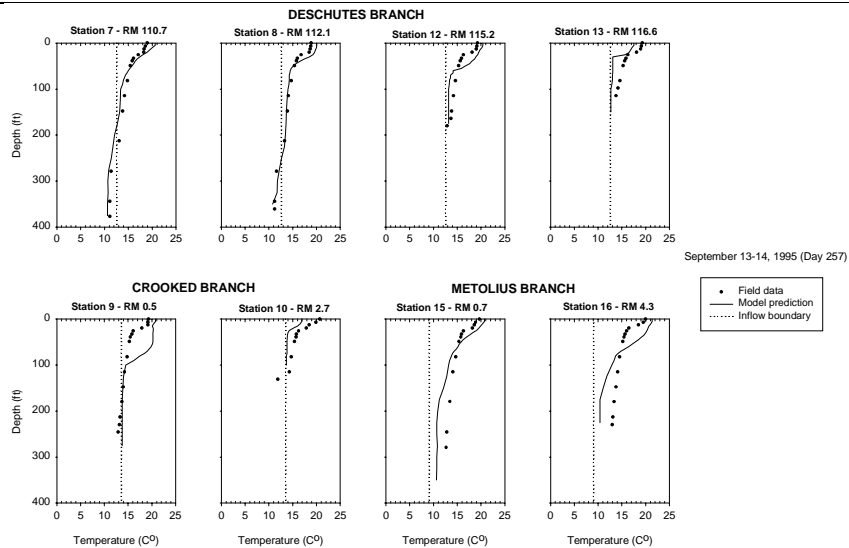 DESCHUTES BRANCH
Station 7 - RM 110.7
Station 8 - RM 112.1
Station 12 - RM 115.2
Station 13 - RM 116.6
0
100
200
300
400
Depth (ft)
0 5 10 15 20 25
0 5 10 15 20 25
0 5 10 15 20 25
0 5 10 15 20 25
September 13-14, 1995 (Day 257)
Field data
Model prediction
Inflow boundary
CROOKED BRANCH
METOLIUS BRANCH
Station 9 - RM 0.5
Station 10 - RM 2.7
Station 15 - RM 0.7
Station 16 - RM 4.3
0
100
200
300
400
Depth (ft)
0 5 10 15 20 25
0 5 10 15 20 25
0 5 10 15 20 25
0 5 10 15 20 25
Temperature (Cº)
Temperature (Cº)
Temperature (Cº)
Temperature (Cº)